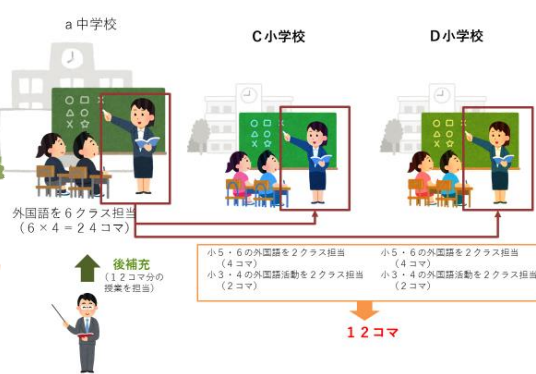 a中学校
C小学校
D小学校
外国語を6クラス担当
(6×4=24コマ)
後補充
(12コマ分の
授業を担当)
小5・6の外国語を2クラス担当
(4コマ)
小3・4の外国語活動を2クラス担当
(2コマ)
小5・6の外国語を2クラス担当
(4コマ)
小3・4の外国語活動を2クラス担当
(2コマ)
12コマ